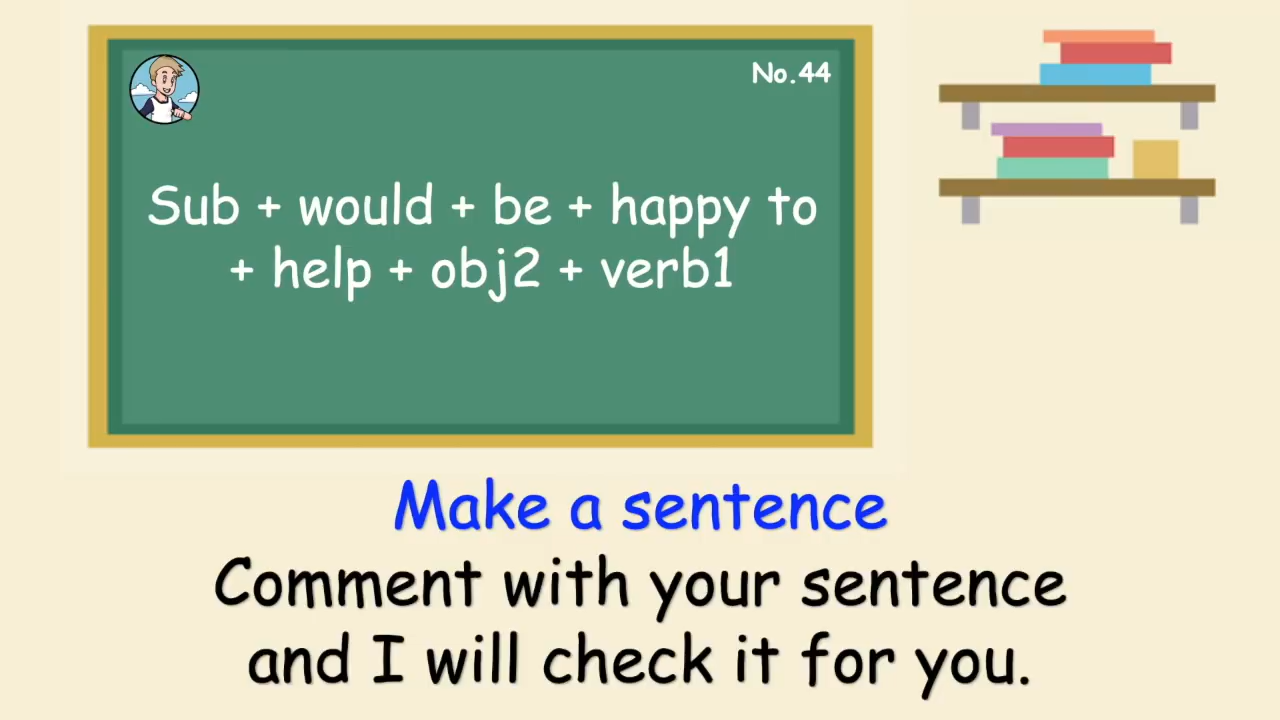 No.44
Sub + would + be + happy to
+ help + obj2 + verb1
Make a sentence
Comment with your sentence
and I will check it for you.